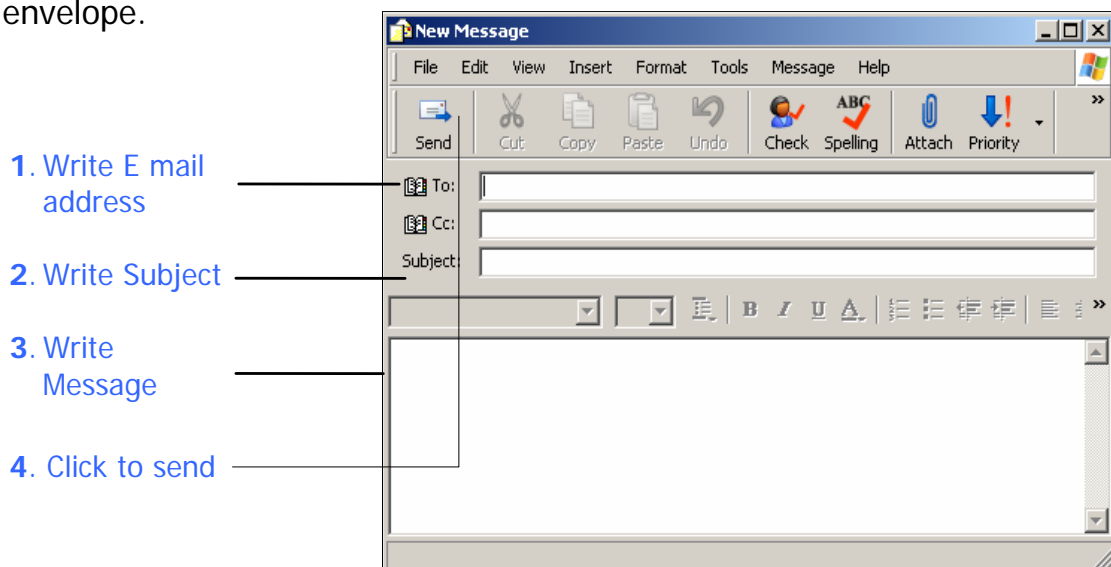 envelope.
New Message
File Edit View Insert Format Tools Message Help
Send Cut Copy Paste Undo Check ABC Spelling Attach Priority »
1. Write E mail
address
To:
Cc:
2. Write Subject
Subject:
B I U A »
3. Write
Message
4. Click to send